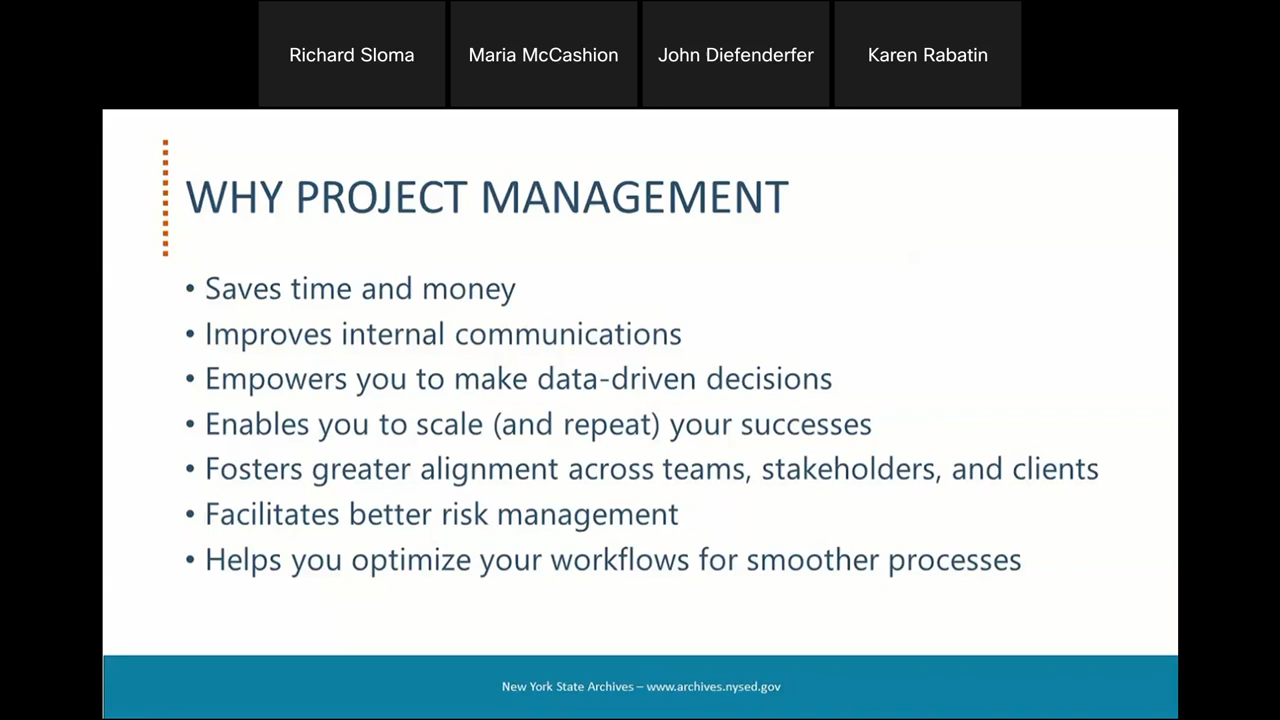 Richard Sloma
Maria McCashion
John Diefenderfer
Karen Rabatin
WHY PROJECT MANAGEMENT
• Saves time and money
• Improves internal communications
• Empowers you to make data-driven decisions
• Enables you to scale (and repeat) your successes
• Fosters greater alignment across teams, stakeholders, and clients
• Facilitates better risk management
• Helps you optimize your workflows for smoother processes
New York State Archives – www.archives.nysed.gov